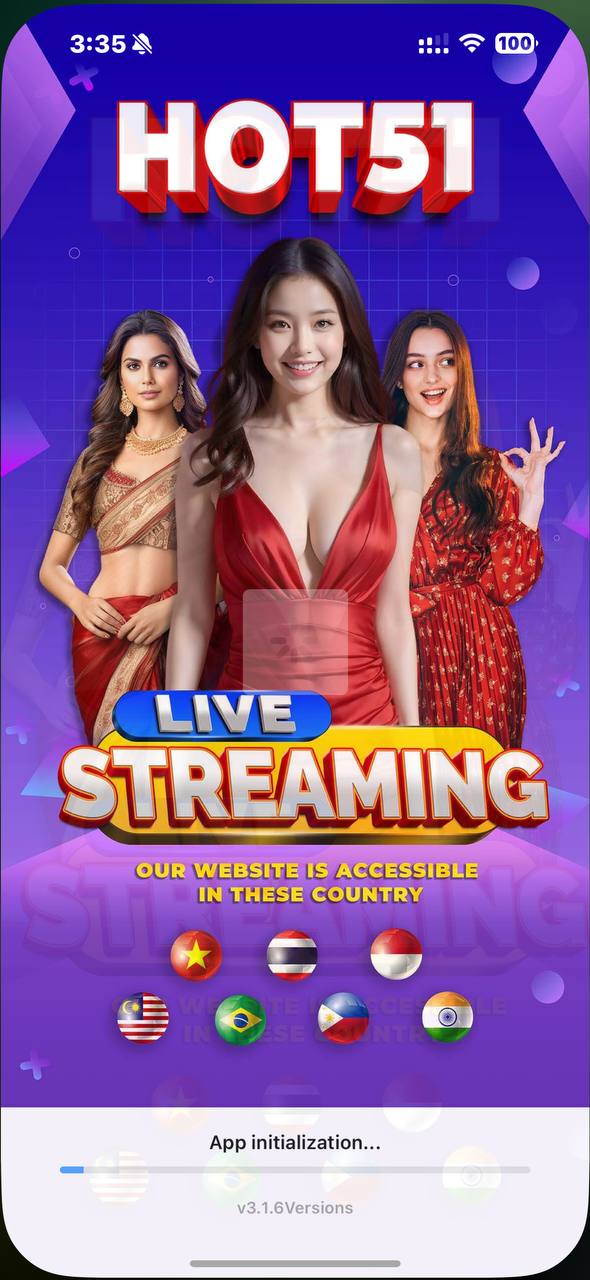 3:35
100
HOT51
LIVE
STREAMING
OUR WEBSITE IS ACCESSIBLE
IN THESE COUNTRY
App initialization...
v3.1.6Versions